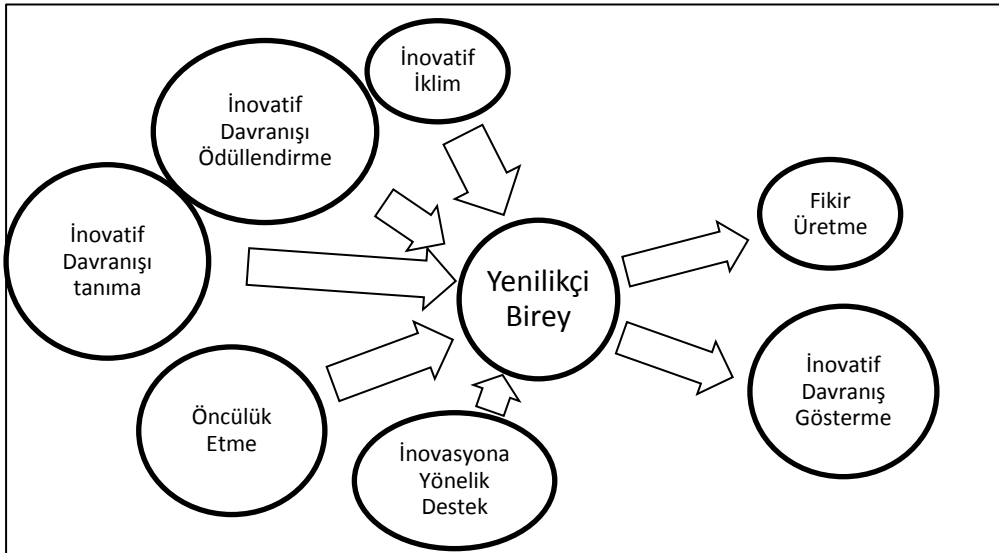 İnovatif
İklim
İnovatif
Davranışı
Ödüllendirme
İnovatif
Davranışı
tanıma
Öncülük
Etme
İnovasyona
Yönelik
Destek
Yenilikçi
Birey
Fikir
Üretme
İnovatif
Davranış
Gösterme